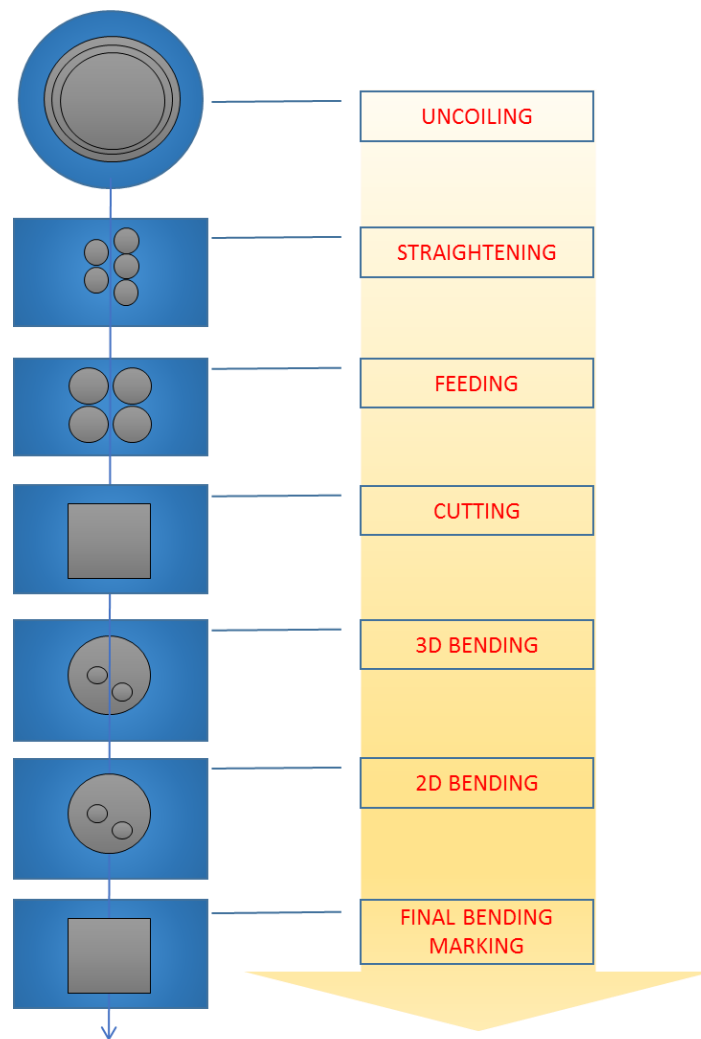 UNCOILING
STRAIGHTENING
FEEDING
CUTTING
3D BENDING
2D BENDING
FINAL BENDING
MARKING